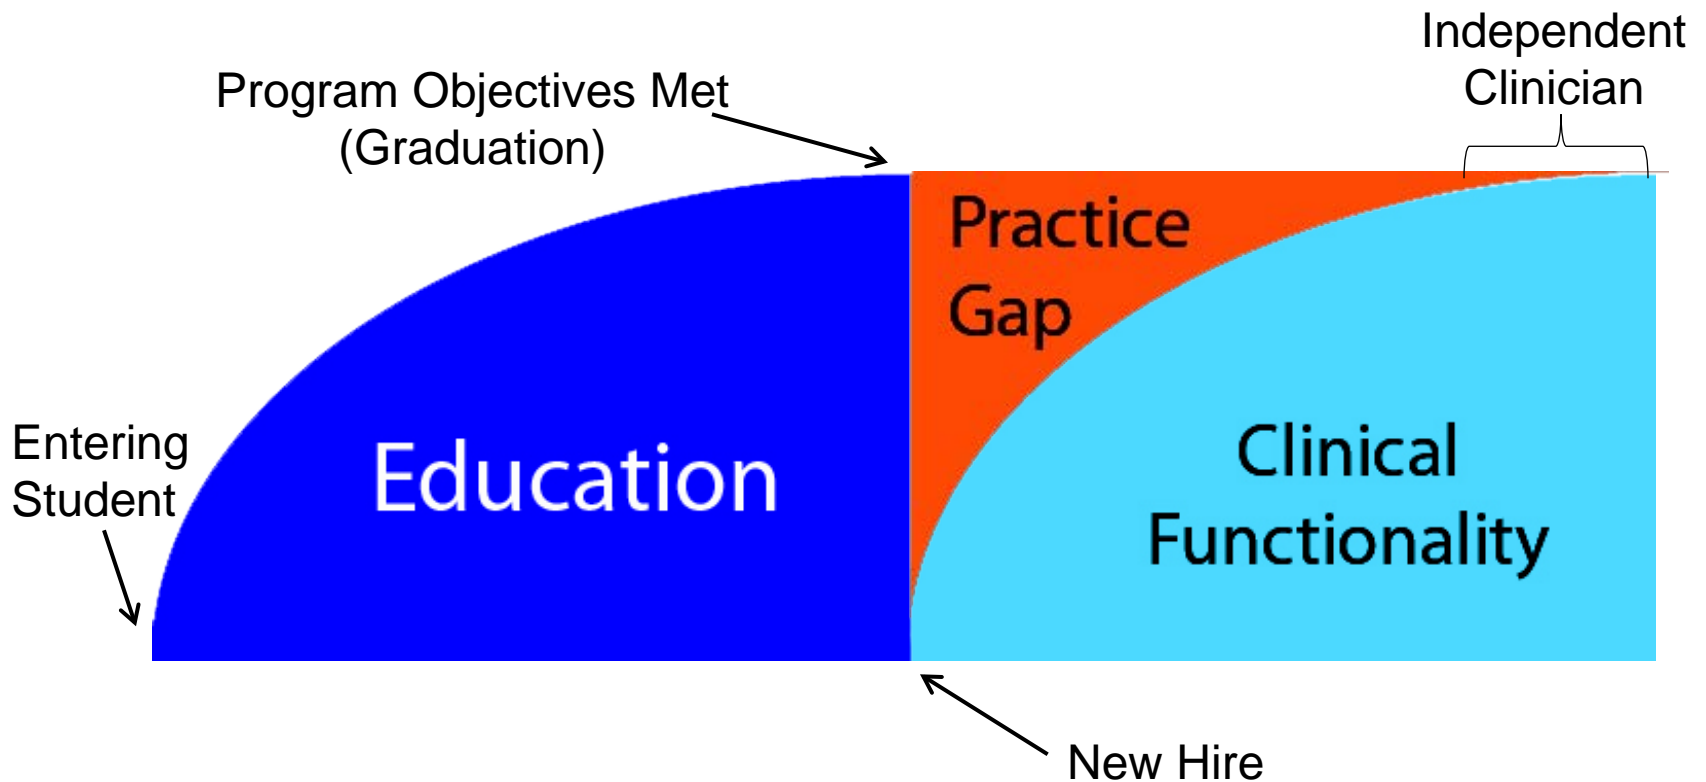 Independent
Clinician
Program Objectives Met
(Graduation)
Practice
Gap
Entering
Student
Education
Clinical
Functionality
New Hire